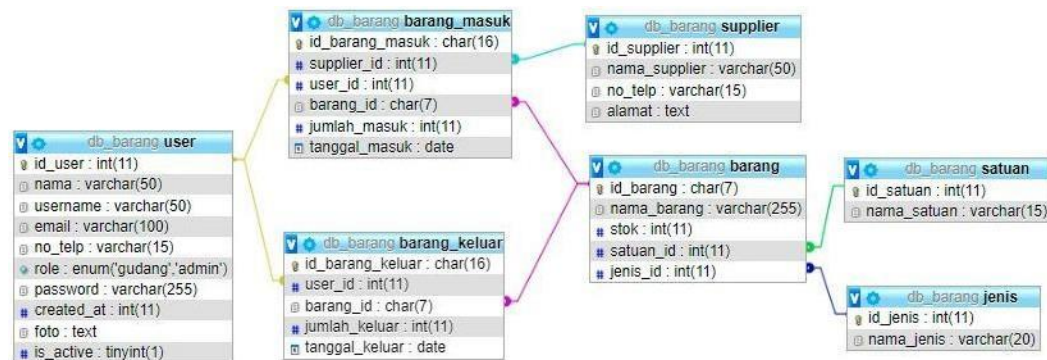 db_barang user
id_user : int(11)
nama : varchar(50)
username : varchar(50)
email : varchar(100)
no_telp : varchar(15)
role : enum('gudang','admin')
password : varchar(255)
created_at : int(11)
foto : text
is_active : tinyint(1)
db_barang barang_masuk
id_barang_masuk : char(16)
supplier_id : int(11)
user_id : int(11)
barang_id : char(7)
jumlah_masuk : int(11)
tanggal_masuk : date
db_barang barang_keluar
id_barang_keluar : char(16)
user_id : int(11)
barang_id : char(7)
jumlah_keluar : int(11)
tanggal_keluar : date
db_barang supplier
id_supplier : int(11)
nama_supplier : varchar(50)
no_telp : varchar(15)
alamat : text
db_barang barang
id_barang : char(7)
nama_barang : varchar(255)
stok : int(11)
satuan_id : int(11)
jenis_id : int(11)
db_barang satuan
id_satuan : int(11)
nama_satuan : varchar(15)
db_barang jenis
id_jenis : int(11)
nama_jenis : varchar(20)